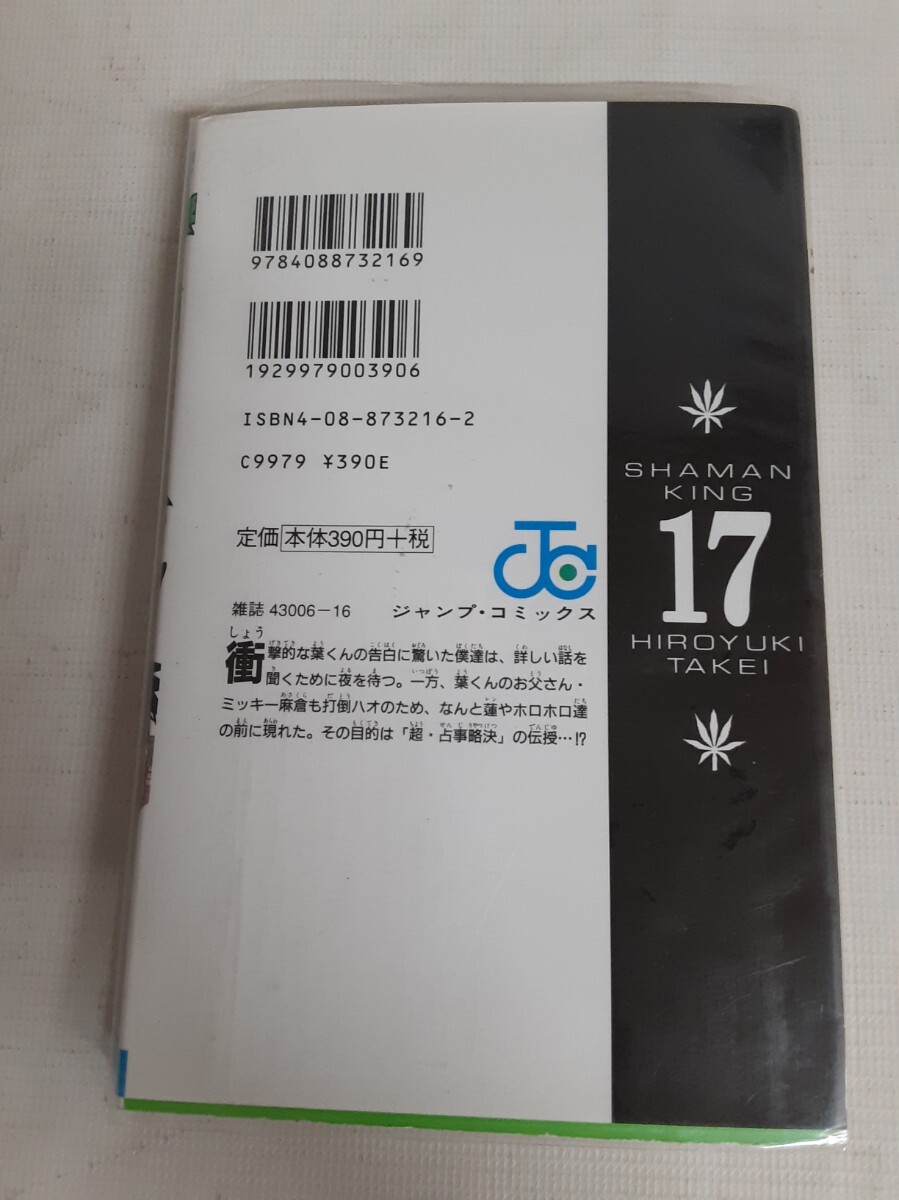 9784088732169
1929979003906
ISBN4-08-873216-2
C9979 ¥390E
定価 本体390円+税
雑誌 43006-16 ジャンプ・コミックス
衝撃的な葉くんの告白に驚いた僕達は、詳しい話を
聞くために夜を待つ。一方、葉くんのお父さん・
ミッキー麻倉も打倒ハオのため、なんと蓮やホロホロ達
の前に現れた。その目的は「超・占事略決」の伝授…!?
SHAMAN
KING
17
HIROYUKI
TAKEI